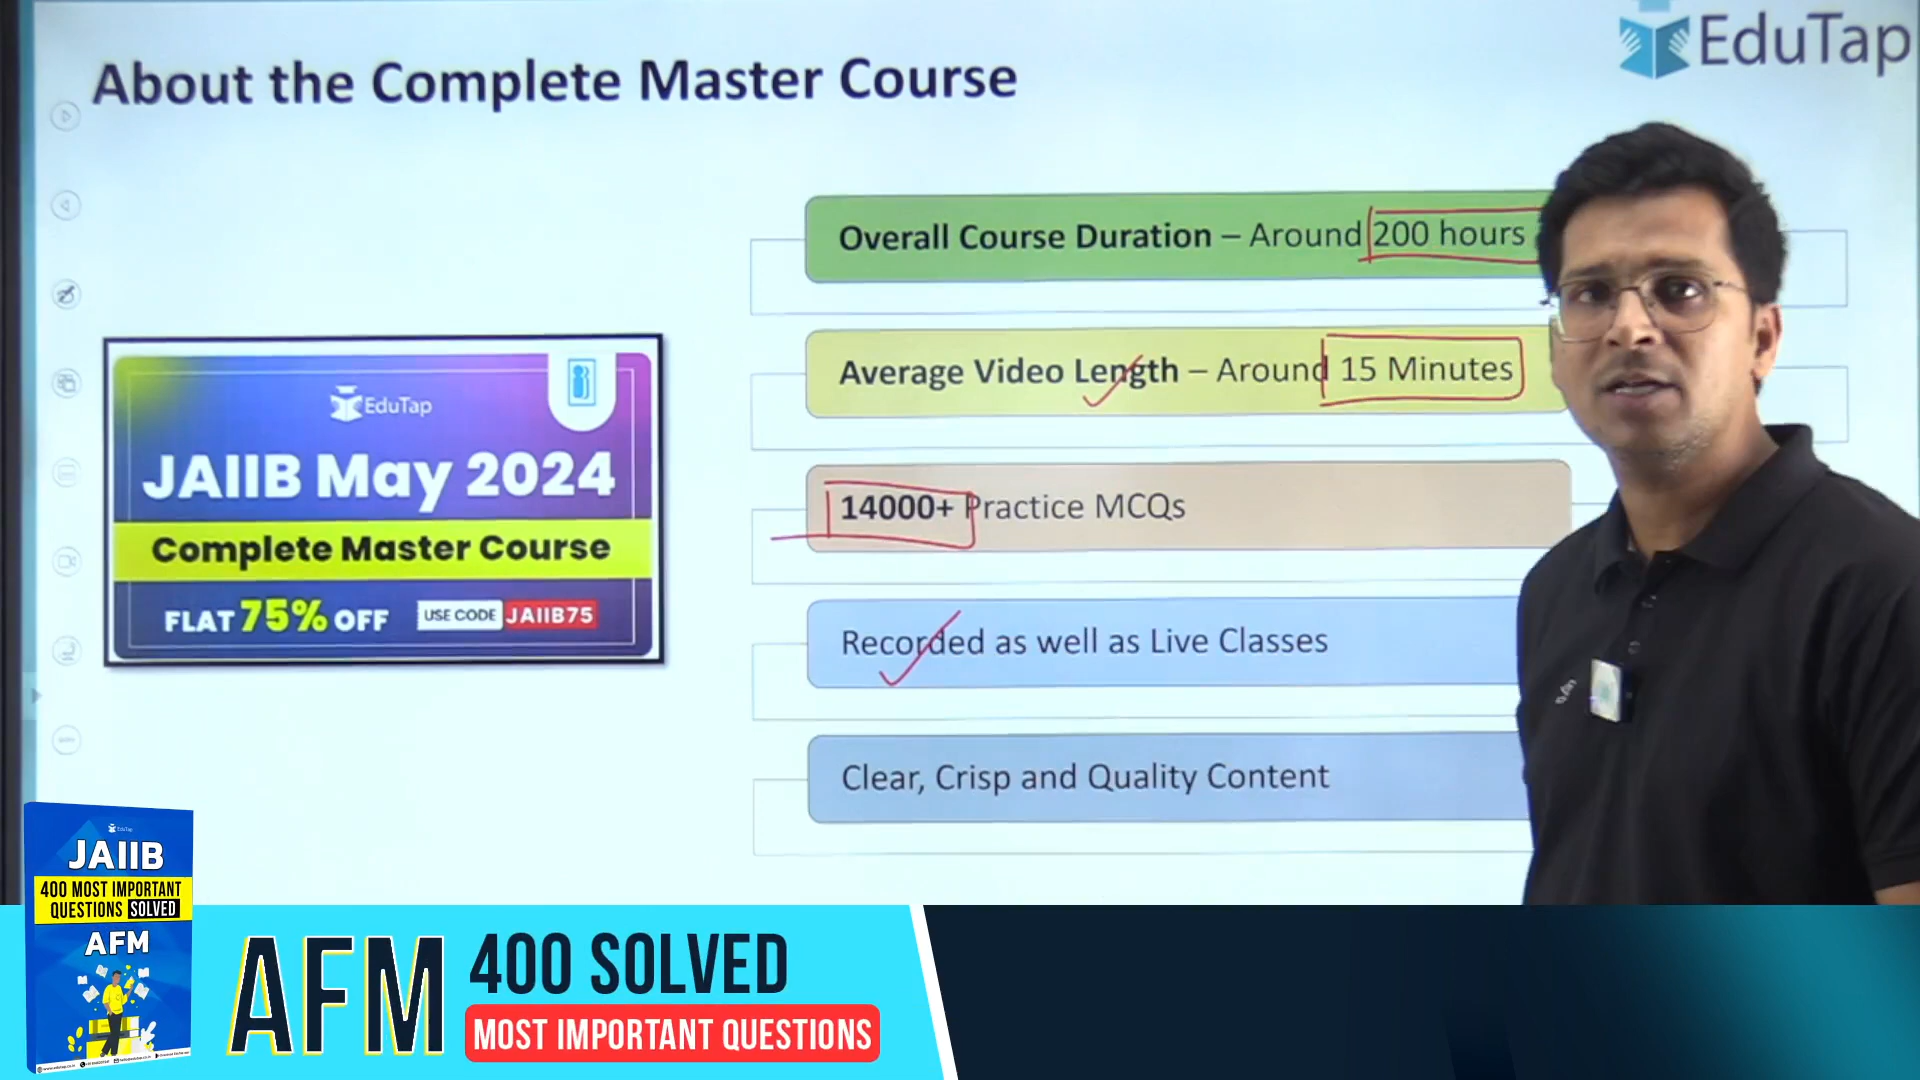 About the Complete Master Course
EduTap
Overall Course Duration – Around 200 hours
Average Video Length – Around 15 Minutes
14000+ Practice MCQs
Recorded as well as Live Classes
Clear, Crisp and Quality Content
EduTap
JAIIB May 2024
Complete Master Course
FLAT 75% OFF USE CODE JAIIB75
EduTap
JAIIB
400 MOST IMPORTANT
QUESTIONS SOLVED
AFM
AFM
400 SOLVED
MOST IMPORTANT QUESTIONS